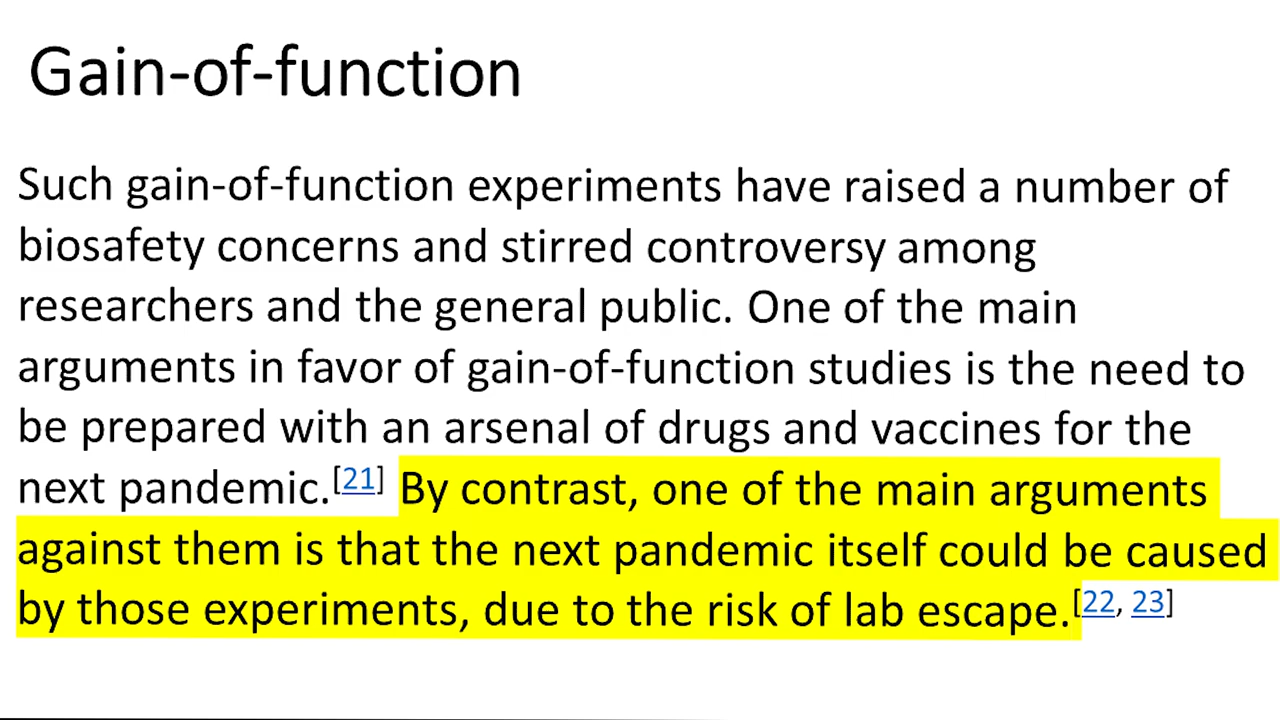 Gain-of-function
Such gain-of-function experiments have raised a number of
biosafety concerns and stirred controversy among
researchers and the general public. One of the main
arguments in favor of gain-of-function studies is the need to
be prepared with an arsenal of drugs and vaccines for the
next pandemic.[21] By contrast, one of the main arguments
against them is that the next pandemic itself could be caused
by those experiments, due to the risk of lab escape.[22, 23]